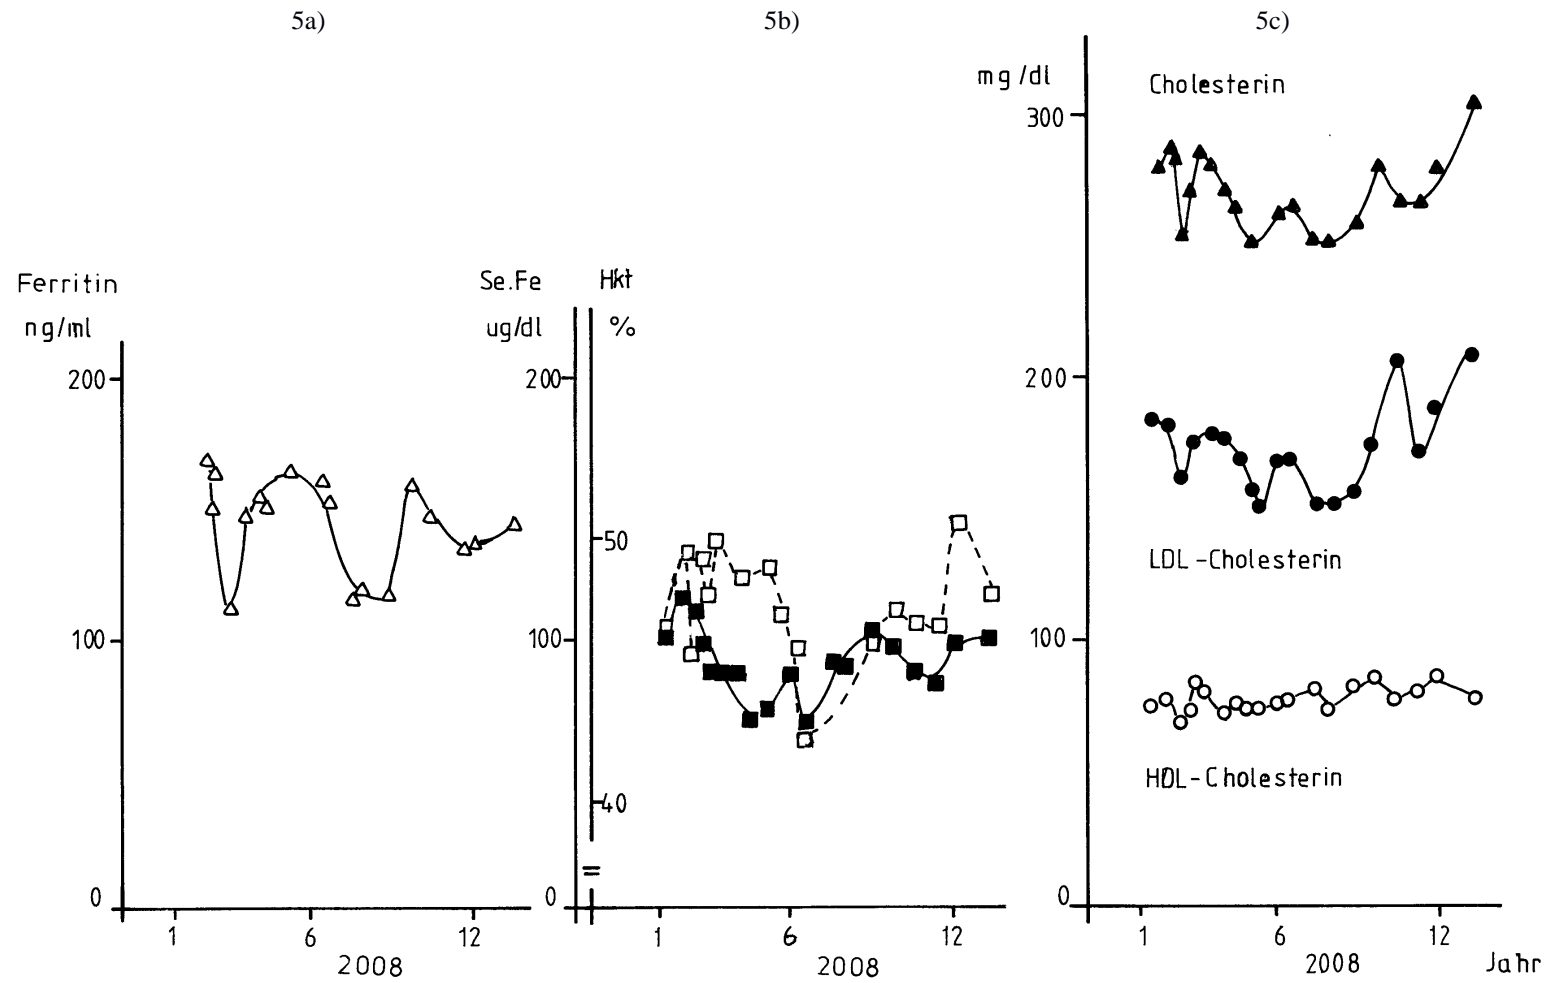 5a)
5b)
5c)
Ferritin
ng/ml
200
100
0
1
6
12
2008
Se.Fe
ug/dl
Hkt
%
200
100
0
50
40
1
6
12
2008
mg/dl
Cholesterin
300
200
LDL-Cholesterin
100
HDL-Cholesterin
0
1
6
12
2008
Jahr